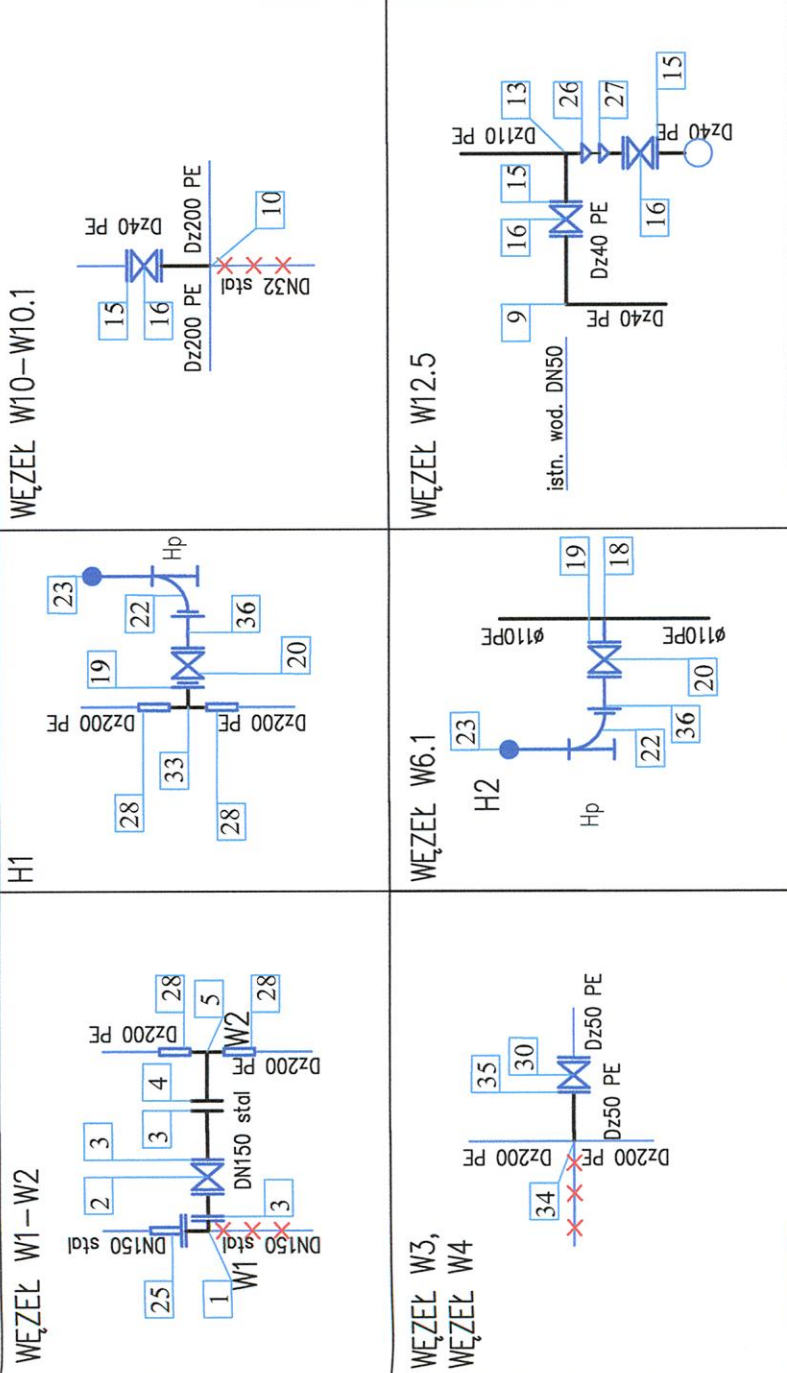 WĘZEŁ W1–W2
DN150 stal
25
1
W1
DN150 stal
2
3
3
DN150 stal
3
4
Dz200 PE
28
5
W2
28
Dz200 PE
H1
28
Dz200 PE
19
23
22
Hp
36
20
33
28
Dz200 PE
WĘZEŁ W10–W10.1
15
16
Dz40 PE
Dz200 PE
Dz200 PE
10
DN32 stal
WĘZEŁ W3,
WĘZEŁ W4
34
Dz200 PE
Dz200 PE
35
30
Dz50 PE
Dz50 PE
WĘZEŁ W6.1
H2
23
Hp
22
36
20
19
18
ø110PE
ø110PE
WĘZEŁ W12.5
istn. wod. DN50
9
Dz40 PE
16
15
Dz40 PE
Dz110 PE
13
26
27
15
16
Dz40 PE